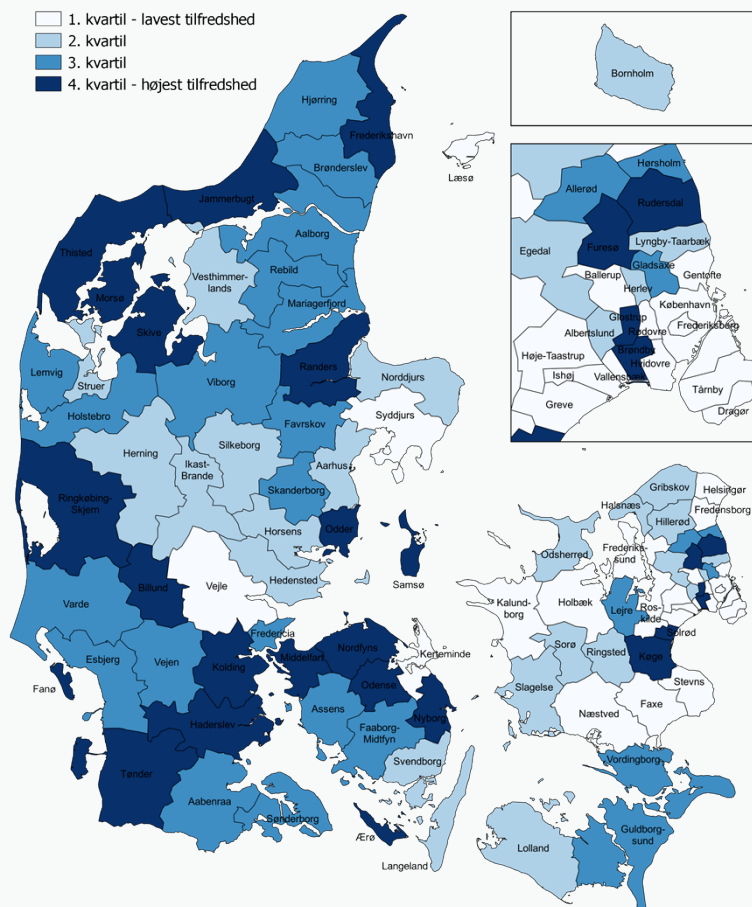 1. kvartil - lavest tilfredshed
2. kvartil
3. kvartil
4. kvartil - højest tilfredshed
Bornholm
Hjørring
Frederikshavn
Brønderslev
Læsø
Jammerbugt
Aalborg
Thisted
Vesthimmer-
lands
Rebild
Morsø
Mariagerfjord
Skive
Lemvig
Struer
Viborg
Randers
Norddjurs
Holstebro
Favrskov
Syddjurs
Herning
Ikast-
Brande
Silkeborg
Aarhus
Skanderborg
Ringkøbing-
Skjern
Horsens
Odder
Samsø
Hedensted
Billund
Vejle
Varde
Fredericia
Esbjerg
Vejen
Kolding
Middelfart
Nordfyns
Kerteminde
Fanø
Odense
Assens
Nyborg
Haderslev
Faaborg-
Midtfyn
Svendborg
Tønder
Aabenraa
Sønderborg
Ærø
Langeland
Hørsholm
Allerød
Rudersdal
Egedal
Furesø
Lyngby-Taarbæk
Gladsaxe
Ballerup
Gentofte
Herlev
København
Glostrup
Frederiksberg
Albertslund
Rødovre
Høje-Taastrup
Brøndby
Hvidovre
Ishøj
Vallensbæk
Greve
Tårnby
Dragør
Gribskov
Helsingør
Halsnæs
Fredensborg
Hillerød
Odsherred
Frederiks-
sund
Kalund-
borg
Holbæk
Lejre
Ros-
kilde
Solrød
Sorø
Ringsted
Køge
Slagelse
Stevns
Næstved
Faxe
Vordingborg
Lolland
Guldborg-
sund